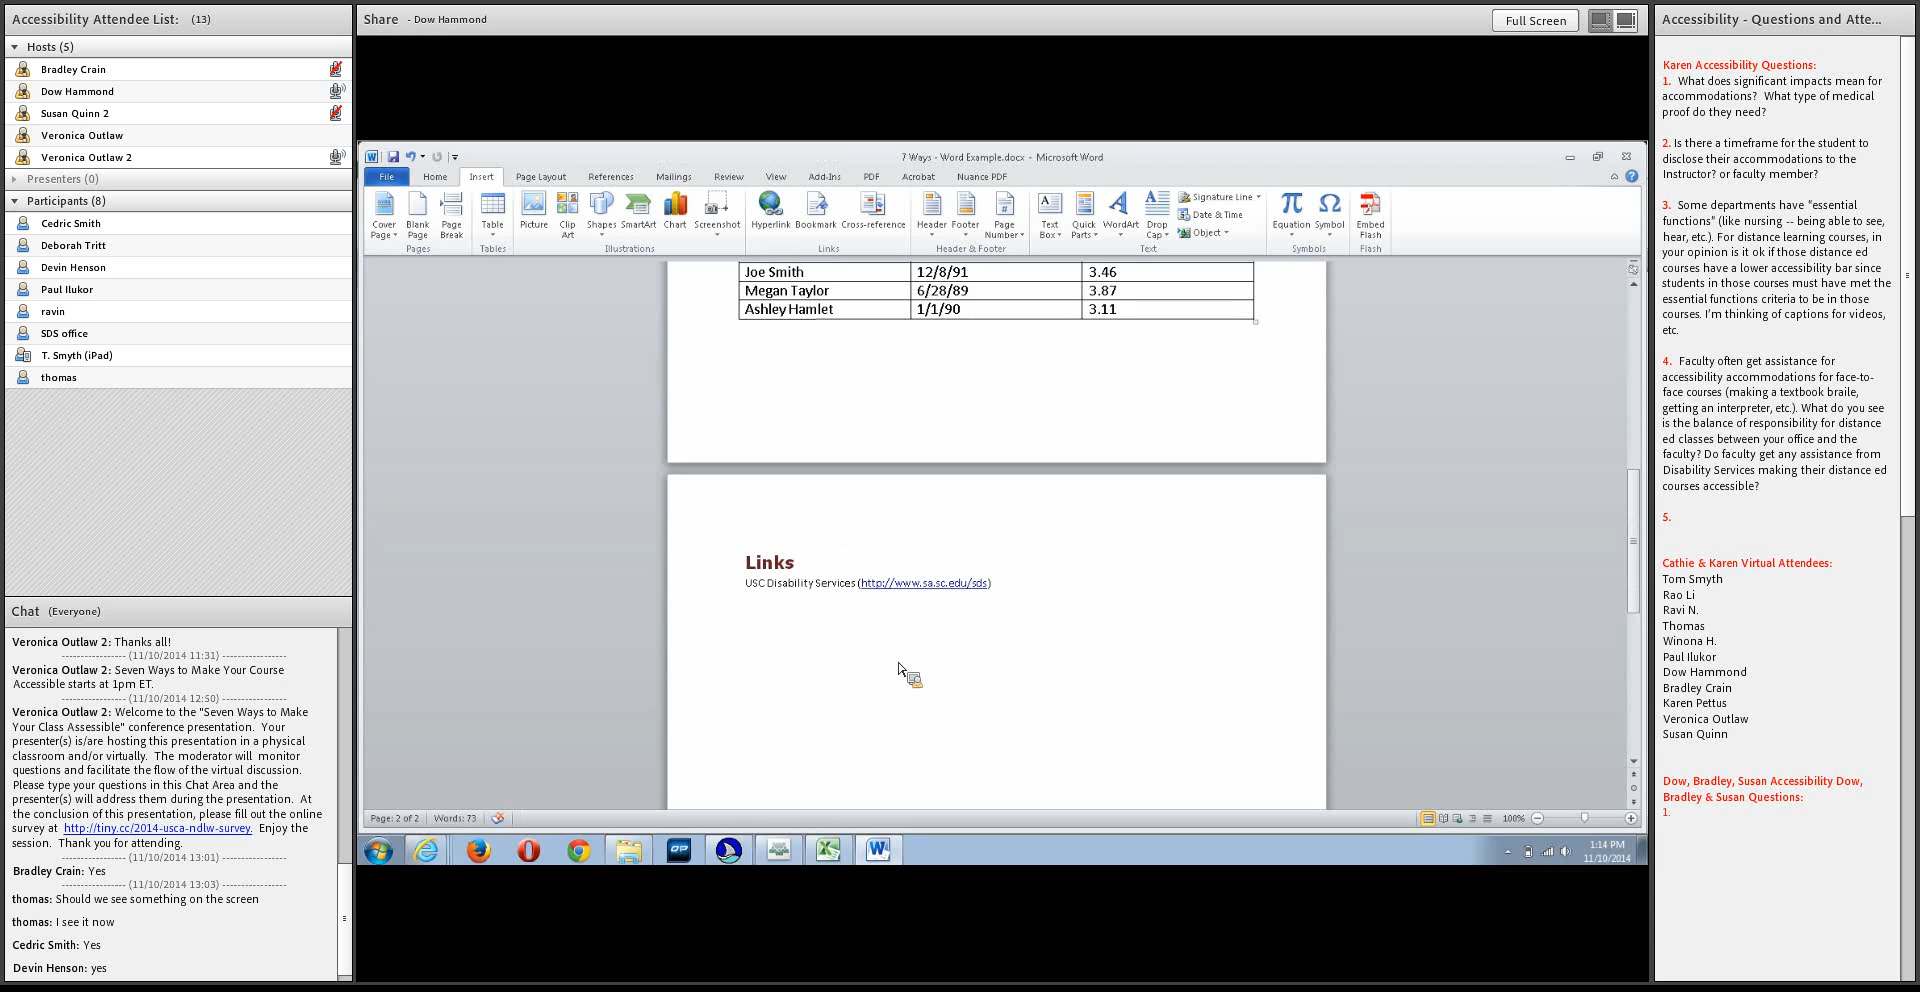 Accessibility Attendee List: (13)
Hosts (5)
Bradley Crain
Dow Hammond
Susan Quinn 2
Veronica Outlaw
Veronica Outlaw 2
Presenters (0)
Participants (8)
Cedric Smith
Deborah Tritt
Devin Henson
Paul Ilukor
ravin
SDS office
T. Smyth (iPad)
thomas
Chat (Everyone)
Veronica Outlaw 2: Thanks all!
------------------ (11/10/2014 11:31) ------------------
Veronica Outlaw 2: Seven Ways to Make Your Course
Accessible starts at 1pm ET.
------------------ (11/10/2014 12:50) ------------------
Veronica Outlaw 2: Welcome to the "Seven Ways to Make
Your Class Assessible" conference presentation. Your
presenter(s) is/are hosting this presentation in a physical
classroom and/or virtually. The moderator will monitor
questions and facilitate the flow of the virtual discussion.
Please type your questions in this Chat Area and the
presenter(s) will address them during the presentation. At
the conclusion of this presentation, please fill out the online
survey at http://tiny.cc/2014-usca-ndlw-survey. Enjoy the
session. Thank you for attending.
------------------ (11/10/2014 13:01) ------------------
Bradley Crain: Yes
------------------ (11/10/2014 13:03) ------------------
thomas: Should we see something on the screen
thomas: I see it now
Cedric Smith: Yes
Devin Henson: yes
Share - Dow Hammond
Full Screen
7 Ways - Word Example.docx - Microsoft Word
File Home Insert Page Layout References Mailings Review View Add-Ins PDF Acrobat Nuance PDF
Cover Page Blank Page Page Break Table Picture Clip Art Shapes SmartArt Chart Screenshot Hyperlink Bookmark Cross-reference Header Footer Page Number Text Box Quick Parts WordArt Drop Cap Signature Line Date & Time Object Equation Symbol Embed Flash
Pages Tables Illustrations Links Header & Footer Text Symbols Flash
Joe Smith 12/8/91 3.46
Megan Taylor 6/28/89 3.87
Ashley Hamlet 1/1/90 3.11
Links
USC Disability Services (http://www.sa.sc.edu/sds)
Page: 2 of 2 Words: 73 100%
OP
1:14 PM
11/10/2014
Accessibility - Questions and Atte...
Karen Accessibility Questions:
1. What does significant impacts mean for
accommodations? What type of medical
proof do they need?
2. Is there a timeframe for the student to
disclose their accommodations to the
Instructor? or faculty member?
3. Some departments have "essential
functions" (like nursing -- being able to see,
hear, etc.). For distance learning courses, in
your opinion is it ok if those distance ed
courses have a lower accessibility bar since
students in those courses must have met the
essential functions criteria to be in those
courses. I'm thinking of captions for videos,
etc.
4. Faculty often get assistance for
accessibility accommodations for face-to-
face courses (making a textbook braile,
getting an interpreter, etc.). What do you see
is the balance of responsibility for distance
ed classes between your office and the
faculty? Do faculty get any assistance from
Disability Services making their distance ed
courses accessible?
5.
Cathie & Karen Virtual Attendees:
Tom Smyth
Rao Li
Ravi N.
Thomas
Winona H.
Paul Ilukor
Dow Hammond
Bradley Crain
Karen Pettus
Veronica Outlaw
Susan Quinn
Dow, Bradley, Susan Accessibility Dow,
Bradley & Susan Questions:
1.